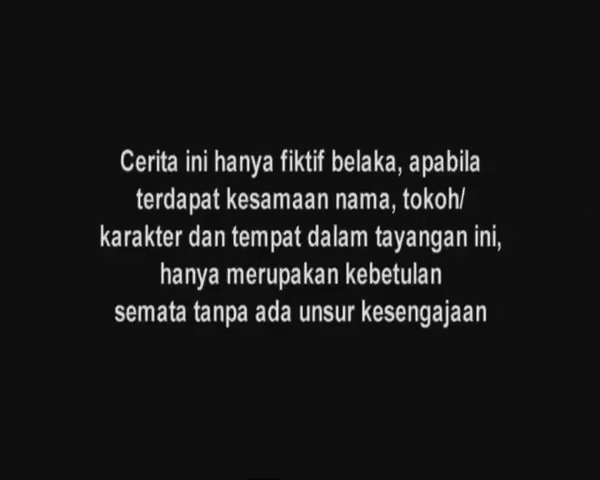 Cerita ini hanya fiktif belaka, apabila
terdapat kesamaan nama, tokoh/
karakter dan tempat dalam tayangan ini,
hanya merupakan kebetulan
semata tanpa ada unsur kesengajaan